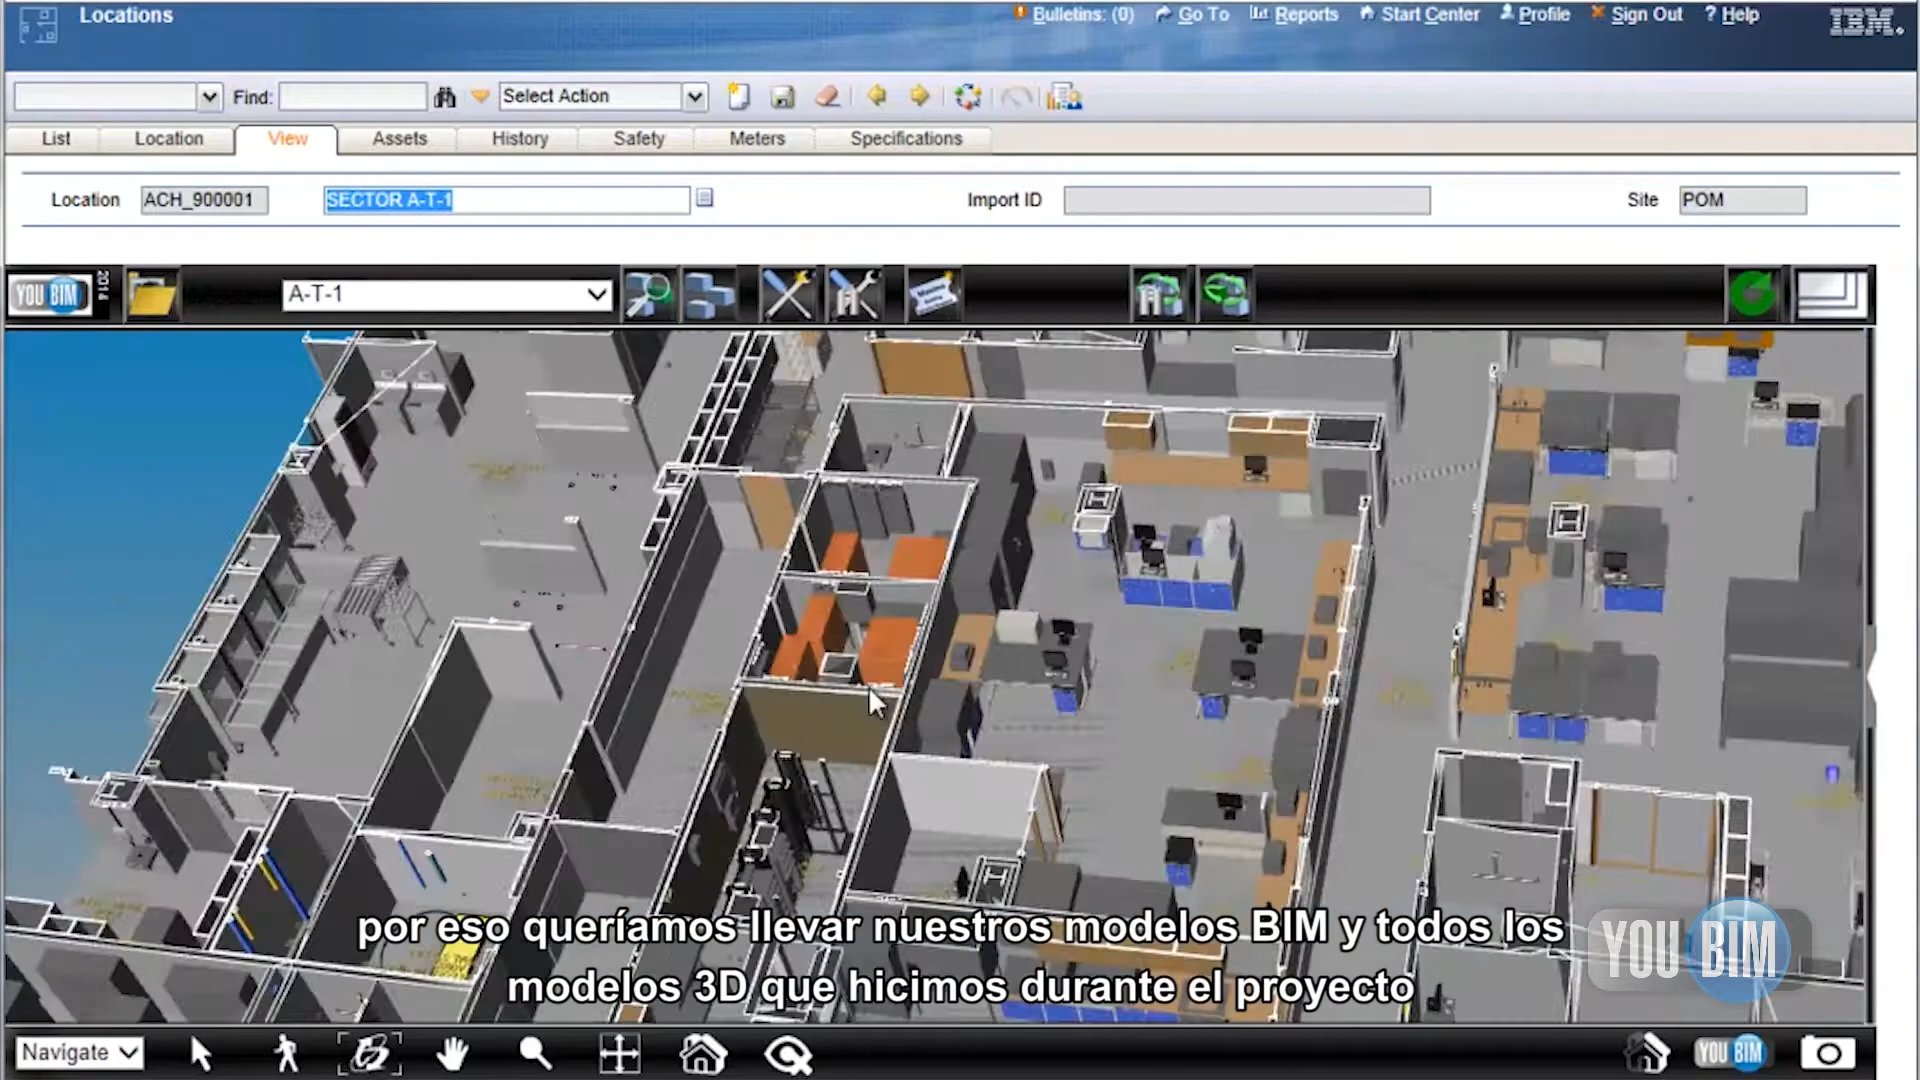 Locations
Bulletins: (0) Go To Reports Start Center Profile Sign Out ? Help
IBM.
Find: Select Action
List Location View Assets History Safety Meters Specifications
Location ACH_900001 SECTOR A-T-1 Import ID Site POM
YOU BIM 2014 A-T-1
por eso queríamos llevar nuestros modelos BIM y todos los
modelos 3D que hicimos durante el proyecto
YOU BIM
Navigate YOU BIM